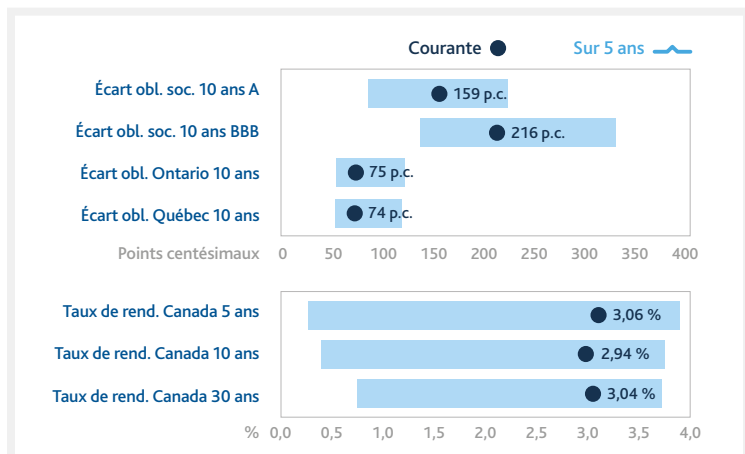 Courante Sur 5 ans
Écart obl. soc. 10 ans A 159 p.c.
Écart obl. soc. 10 ans BBB 216 p.c.
Écart obl. Ontario 10 ans 75 p.c.
Écart obl. Québec 10 ans 74 p.c.
Points centésimaux 0 50 100 150 200 250 300 350 400
Taux de rend. Canada 5 ans 3,06 %
Taux de rend. Canada 10 ans 2,94 %
Taux de rend. Canada 30 ans 3,04 %
% 0,0 0,5 1,0 1,5 2,0 2,5 3,0 3,5 4,0